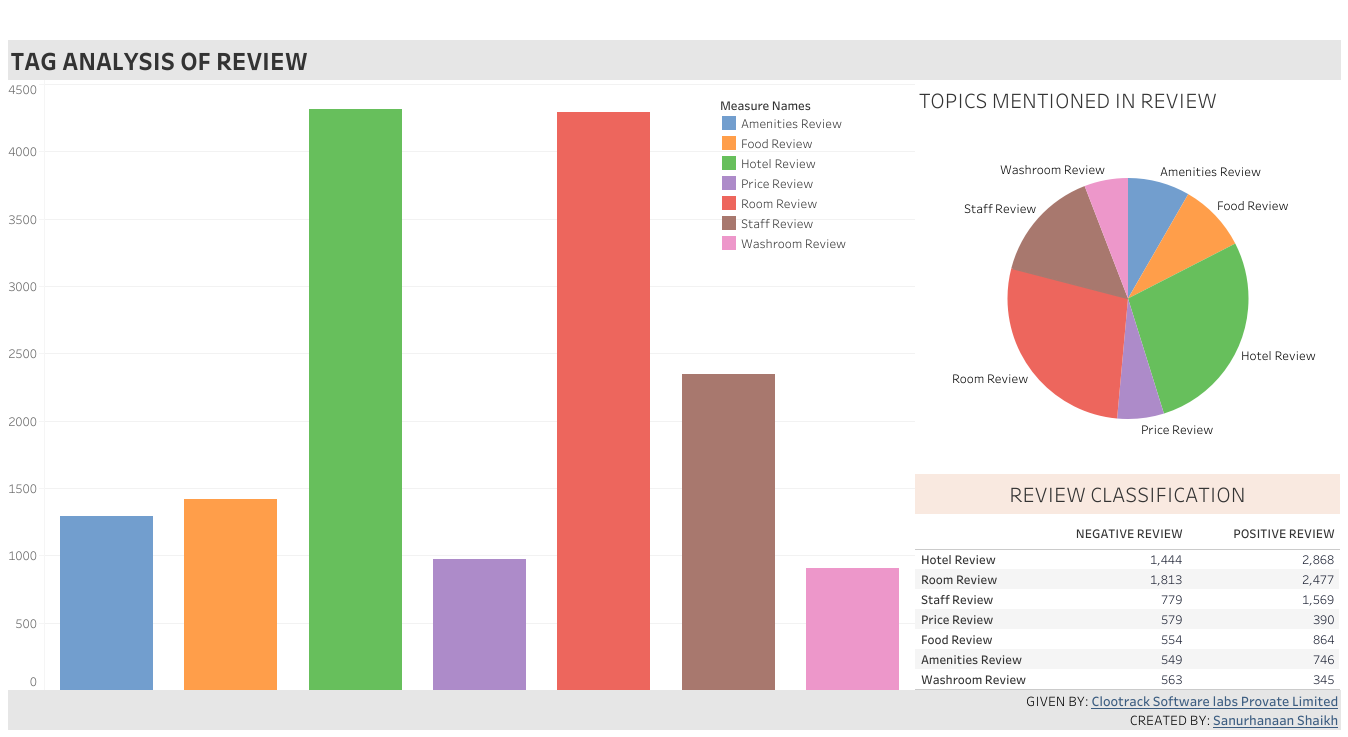 TAG ANALYSIS OF REVIEW
4500
4000
3500
3000
2500
2000
1500
1000
500
0
Measure Names
Amenities Review
Food Review
Hotel Review
Price Review
Room Review
Staff Review
Washroom Review
TOPICS MENTIONED IN REVIEW
Washroom Review
Amenities Review
Staff Review
Food Review
Hotel Review
Room Review
Price Review
REVIEW CLASSIFICATION
NEGATIVE REVIEW POSITIVE REVIEW
Hotel Review 1,444 2,868
Room Review 1,813 2,477
Staff Review 779 1,569
Price Review 579 390
Food Review 554 864
Amenities Review 549 746
Washroom Review 563 345
GIVEN BY: Clootrack Software labs Provate Limited
CREATED BY: Sanurhanaan Shaikh